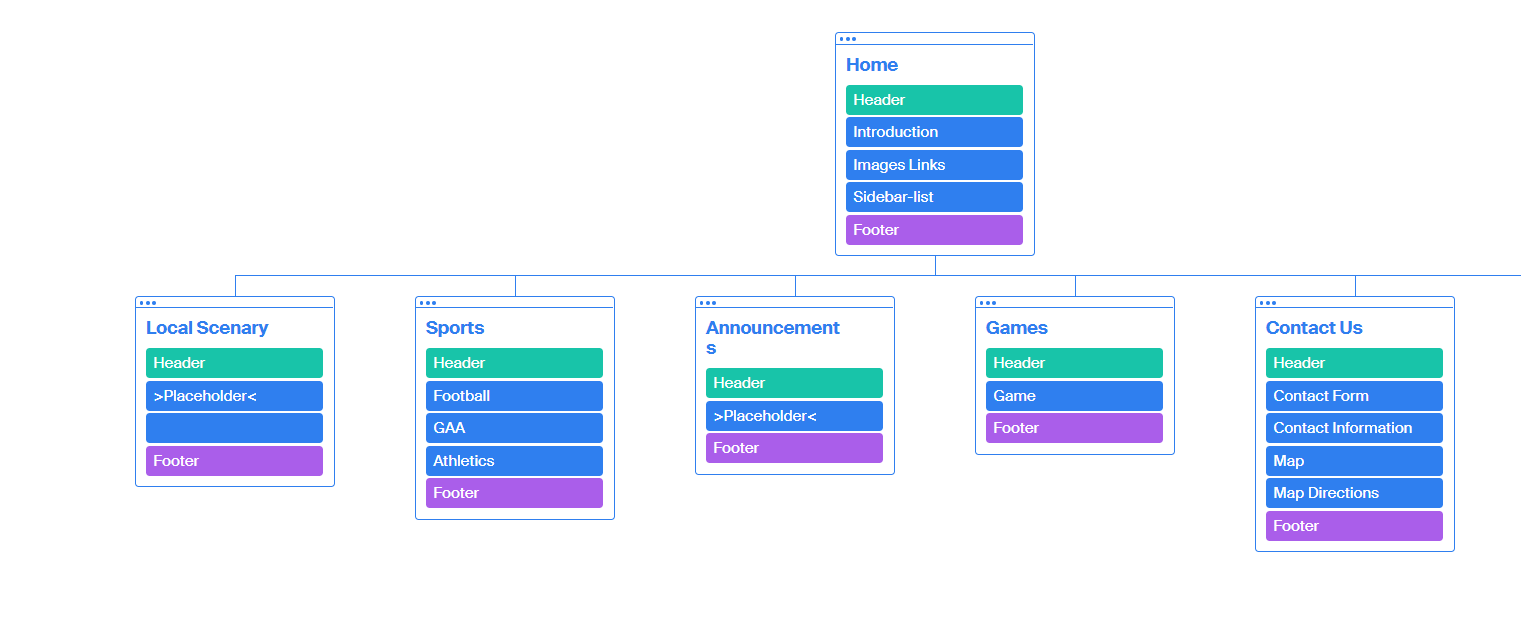 Home
Header
Introduction
Images Links
Sidebar-list
Footer
Local Scenary
Header
>Placeholder<
Footer
Sports
Header
Football
GAA
Athletics
Footer
Announcement
s
Header
>Placeholder<
Footer
Games
Header
Game
Footer
Contact Us
Header
Contact Form
Contact Information
Map
Map Directions
Footer